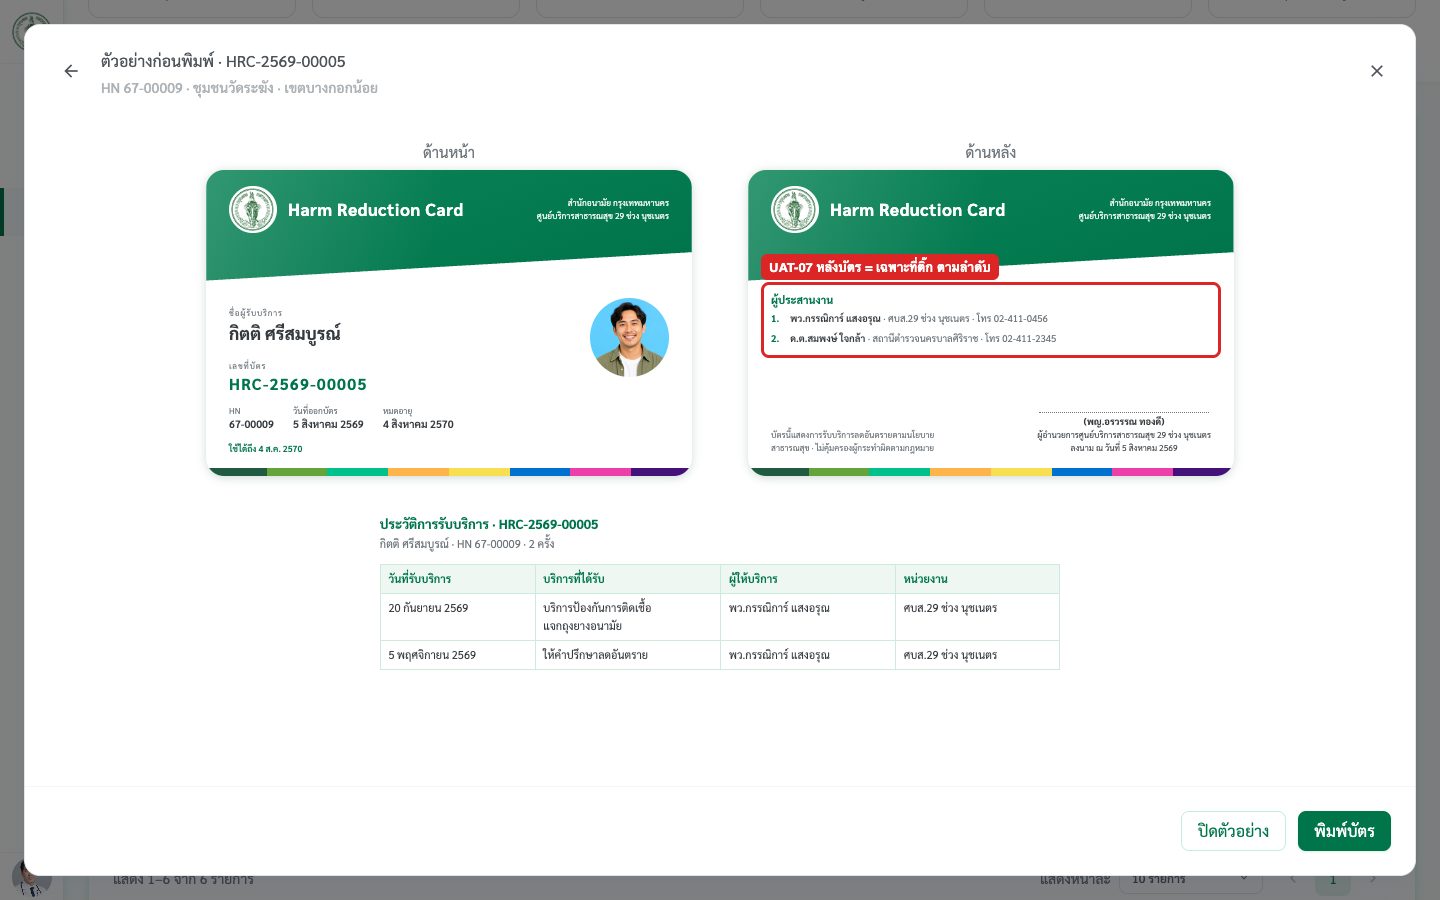 ตัวอย่างก่อนพิมพ์ · HRC-2569-00005
HN 67-00009 · ชุมชนวัดระฆัง · เขตบางกอกน้อย
ด้านหน้า
Harm Reduction Card
สำนักอนามัย กรุงเทพมหานคร
ศูนย์บริการสาธารณสุข 29 ช่วง นุชเนตร
ชื่อผู้รับบริการ
กิตติ ศรีสมบูรณ์
เลขที่บัตร
HRC-2569-00005
HN วันที่ออกบัตร หมดอายุ
67-00009 5 สิงหาคม 2569 4 สิงหาคม 2570
ใช้ได้ถึง 4 ส.ค. 2570
ด้านหลัง
Harm Reduction Card
สำนักอนามัย กรุงเทพมหานคร
ศูนย์บริการสาธารณสุข 29 ช่วง นุชเนตร
UAT-07 หลังบัตร = เฉพาะที่ติ๊ก ตามลำดับ
ผู้ประสานงาน
1. พว.กรรณิการ์ แสงอรุณ · ศบส.29 ช่วง นุชเนตร · โทร 02-411-0456
2. ด.ต.สมพงษ์ ใจกล้า · สถานีตำรวจนครบาลศิริราช · โทร 02-411-2345
บัตรนี้แสดงการรับบริการลดอันตรายตามนโยบาย
สาธารณสุข · ไม่คุ้มครองผู้กระทำผิดตามกฎหมาย
(พญ.อรวรรณ ทองดี)
ผู้อำนวยการศูนย์บริการสาธารณสุข 29 ช่วง นุชเนตร
ลงนาม ณ วันที่ 5 สิงหาคม 2569
ประวัติการรับบริการ · HRC-2569-00005
กิตติ ศรีสมบูรณ์ · HN 67-00009 · 2 ครั้ง
วันที่รับบริการ บริการที่ได้รับ ผู้ให้บริการ หน่วยงาน
20 กันยายน 2569 บริการป้องกันการติดเชื้อ พว.กรรณิการ์ แสงอรุณ ศบส.29 ช่วง นุชเนตร
แจกถุงยางอนามัย
5 พฤศจิกายน 2569 ให้คำปรึกษาลดอันตราย พว.กรรณิการ์ แสงอรุณ ศบส.29 ช่วง นุชเนตร
ปิดตัวอย่าง
พิมพ์บัตร
แสดง 1–6 จาก 6 รายการ
แสดงหน้าละ 10 รายการ 1